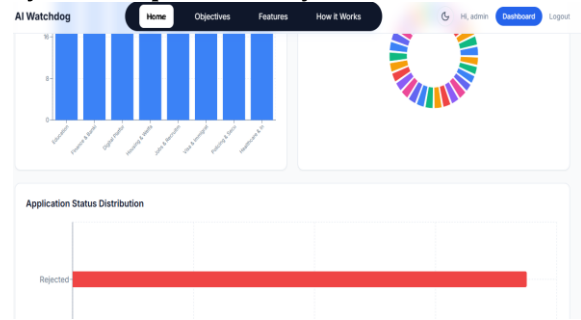 AI Watchdog
Home
Objectives
Features
How it Works
Hi, admin
Dashboard
Logout
16
8
0
Education
Finance & Banki
Digital Platfor
Housing & Welfa
Jobs & Recruitm
Visa & Immigrat
Policing & Secu
Healthcare & In
Application Status Distribution
Rejected